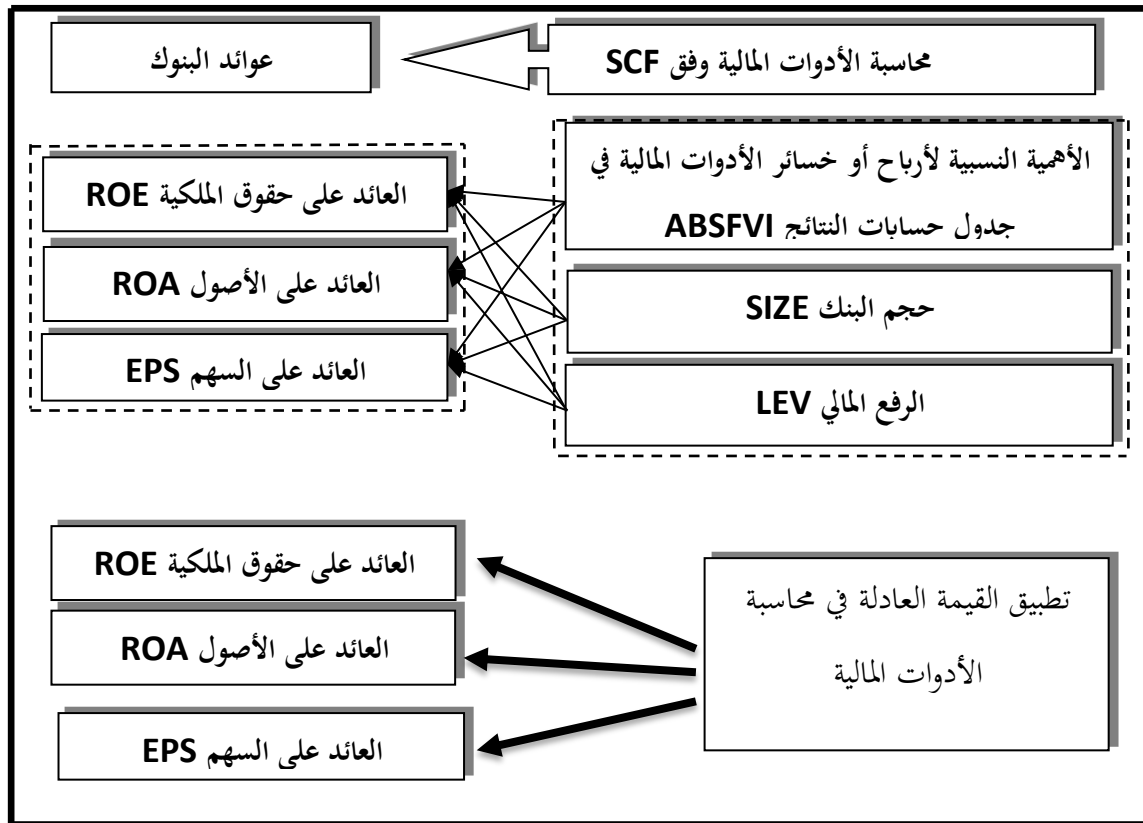 محاسبة الأدوات المالية وفق SCF
عوائد البنوك
الأهمية النسبية لأرباح أو خسائر الأدوات المالية في
جدول حسابات النتائج ABSFVI
حجم البنك SIZE
الرفع المالي LEV
العائد على حقوق الملكية ROE
العائد على الأصول ROA
العائد على السهم EPS
تطبيق القيمة العادلة في محاسبة
الأدوات المالية
العائد على حقوق الملكية ROE
العائد على الأصول ROA
العائد على السهم EPS